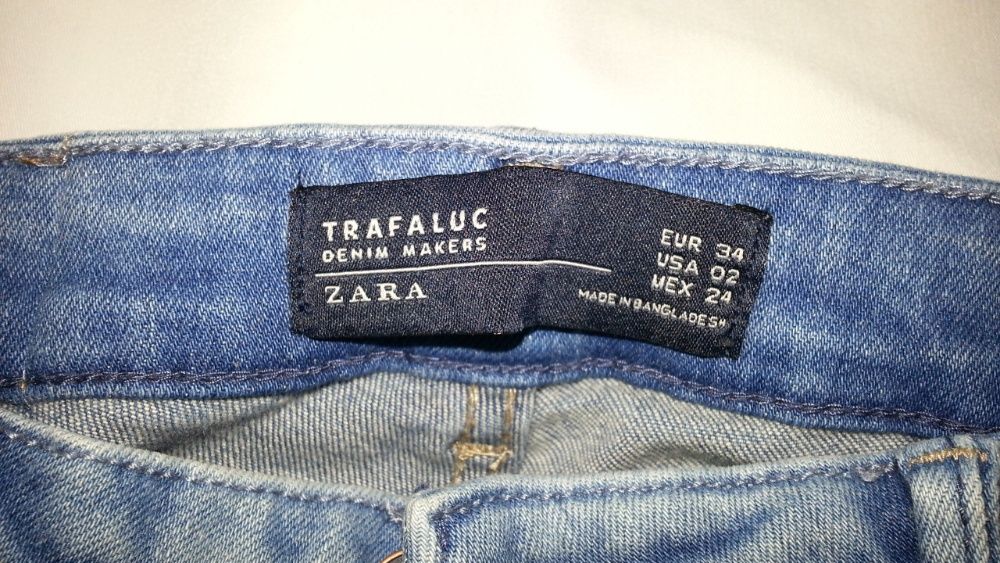 TRAFALUC
DENIM MAKERS
ZARA
EUR 34
USA 02
MEX 24
MADE IN BANGLADESH